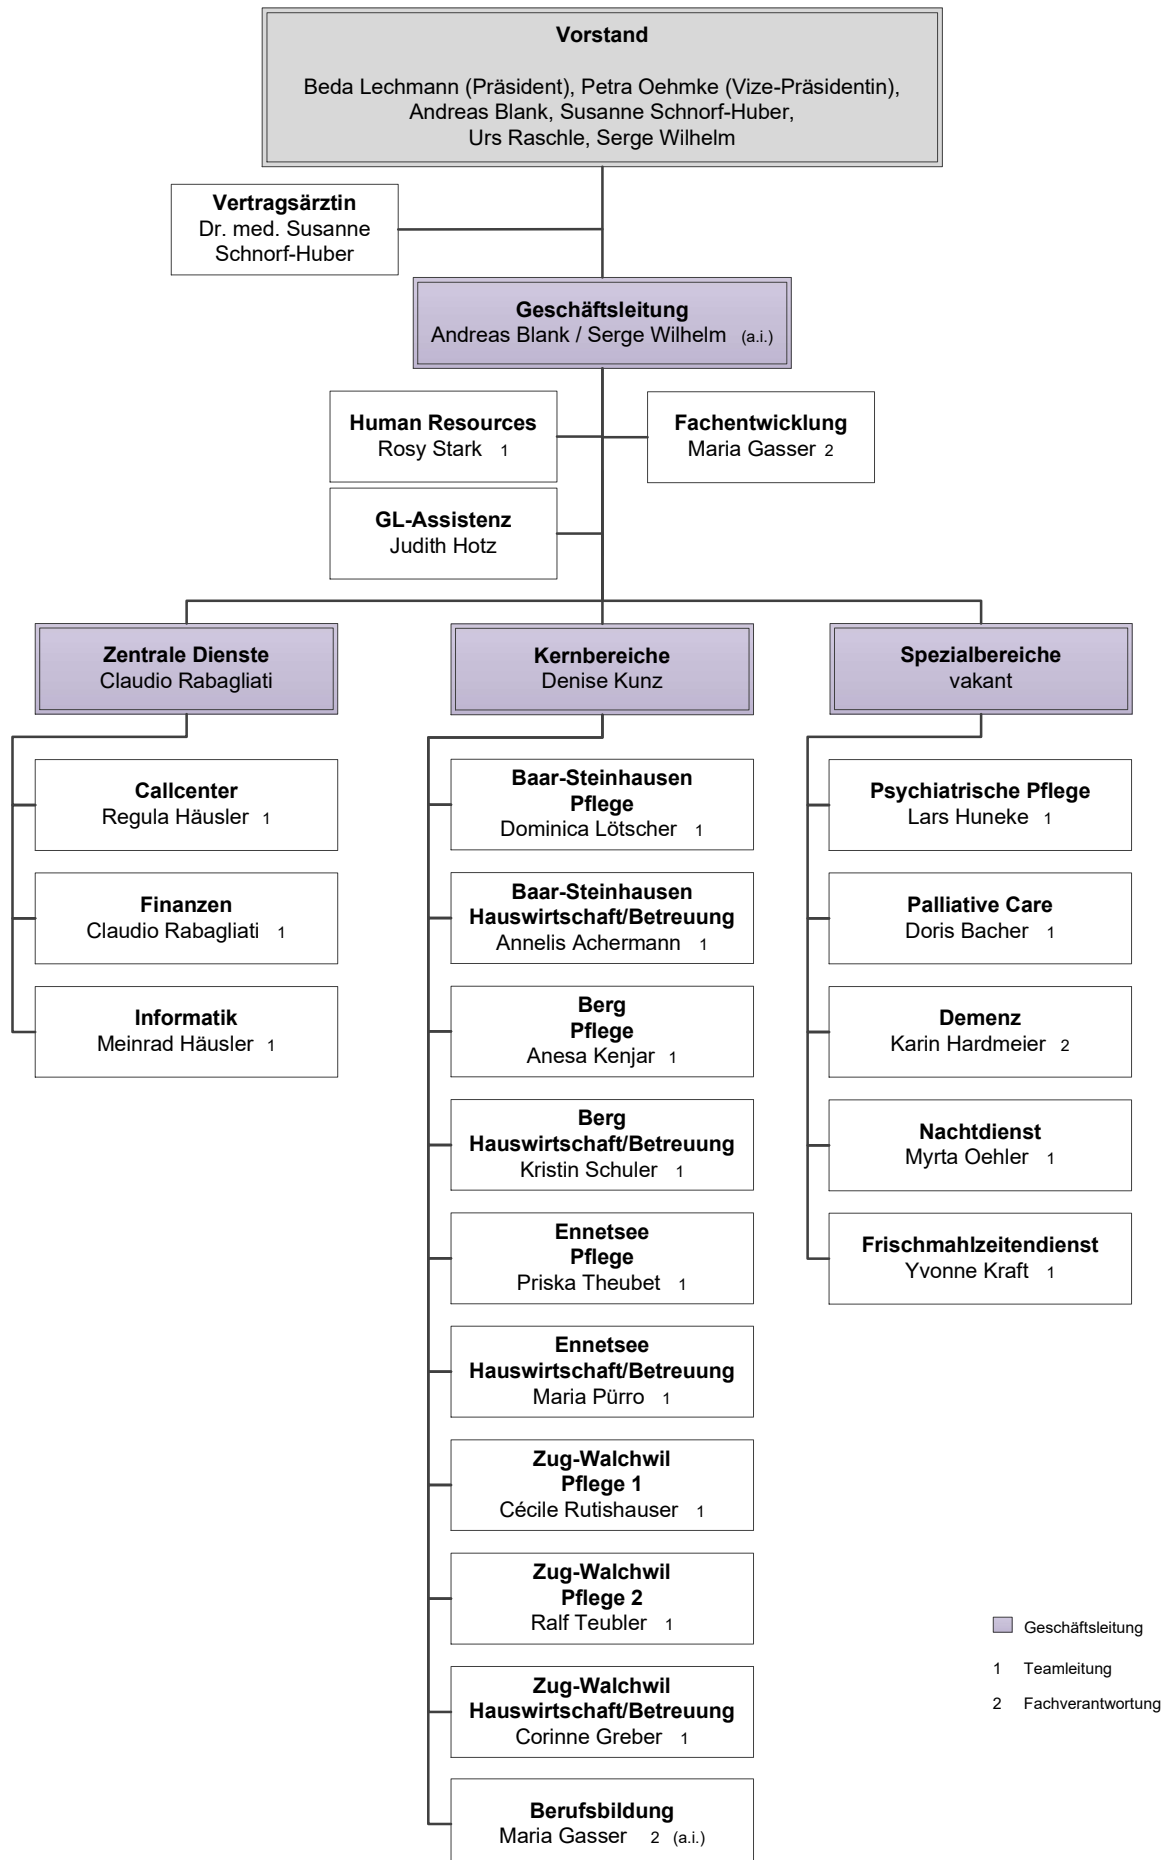 Vorstand
Beda Lechmann (Präsident), Petra Oehmke (Vize-Präsidentin),
Andreas Blank, Susanne Schnorf-Huber,
Urs Raschle, Serge Wilhelm
Vertragsärztin
Dr. med. Susanne
Schnorf-Huber
Geschäftsleitung
Andreas Blank / Serge Wilhelm (a.i.)
Human Resources
Rosy Stark 1
Fachentwicklung
Maria Gasser 2
GL-Assistenz
Judith Hotz
Zentrale Dienste
Claudio Rabagliati
Callcenter
Regula Häusler 1
Finanzen
Claudio Rabagliati 1
Informatik
Meinrad Häusler 1
Kernbereiche
Denise Kunz
Baar-Steinhausen
Pflege
Dominica Lötscher 1
Baar-Steinhausen
Hauswirtschaft/Betreuung
Annelis Achermann 1
Berg
Pflege
Anesa Kenjar 1
Berg
Hauswirtschaft/Betreuung
Kristin Schuler 1
Ennetsee
Pflege
Priska Theubet 1
Ennetsee
Hauswirtschaft/Betreuung
Maria Pürro 1
Zug-Walchwil
Pflege 1
Cécile Rutishauser 1
Zug-Walchwil
Pflege 2
Ralf Teubler 1
Zug-Walchwil
Hauswirtschaft/Betreuung
Corinne Greber 1
Berufsbildung
Maria Gasser 2 (a.i.)
Spezialbereiche
vakant
Psychiatrische Pflege
Lars Huneke 1
Palliative Care
Doris Bacher 1
Demenz
Karin Hardmeier 2
Nachtdienst
Myrta Oehler 1
Frischmahlzeitendienst
Yvonne Kraft 1
Geschäftsleitung
1 Teamleitung
2 Fachverantwortung